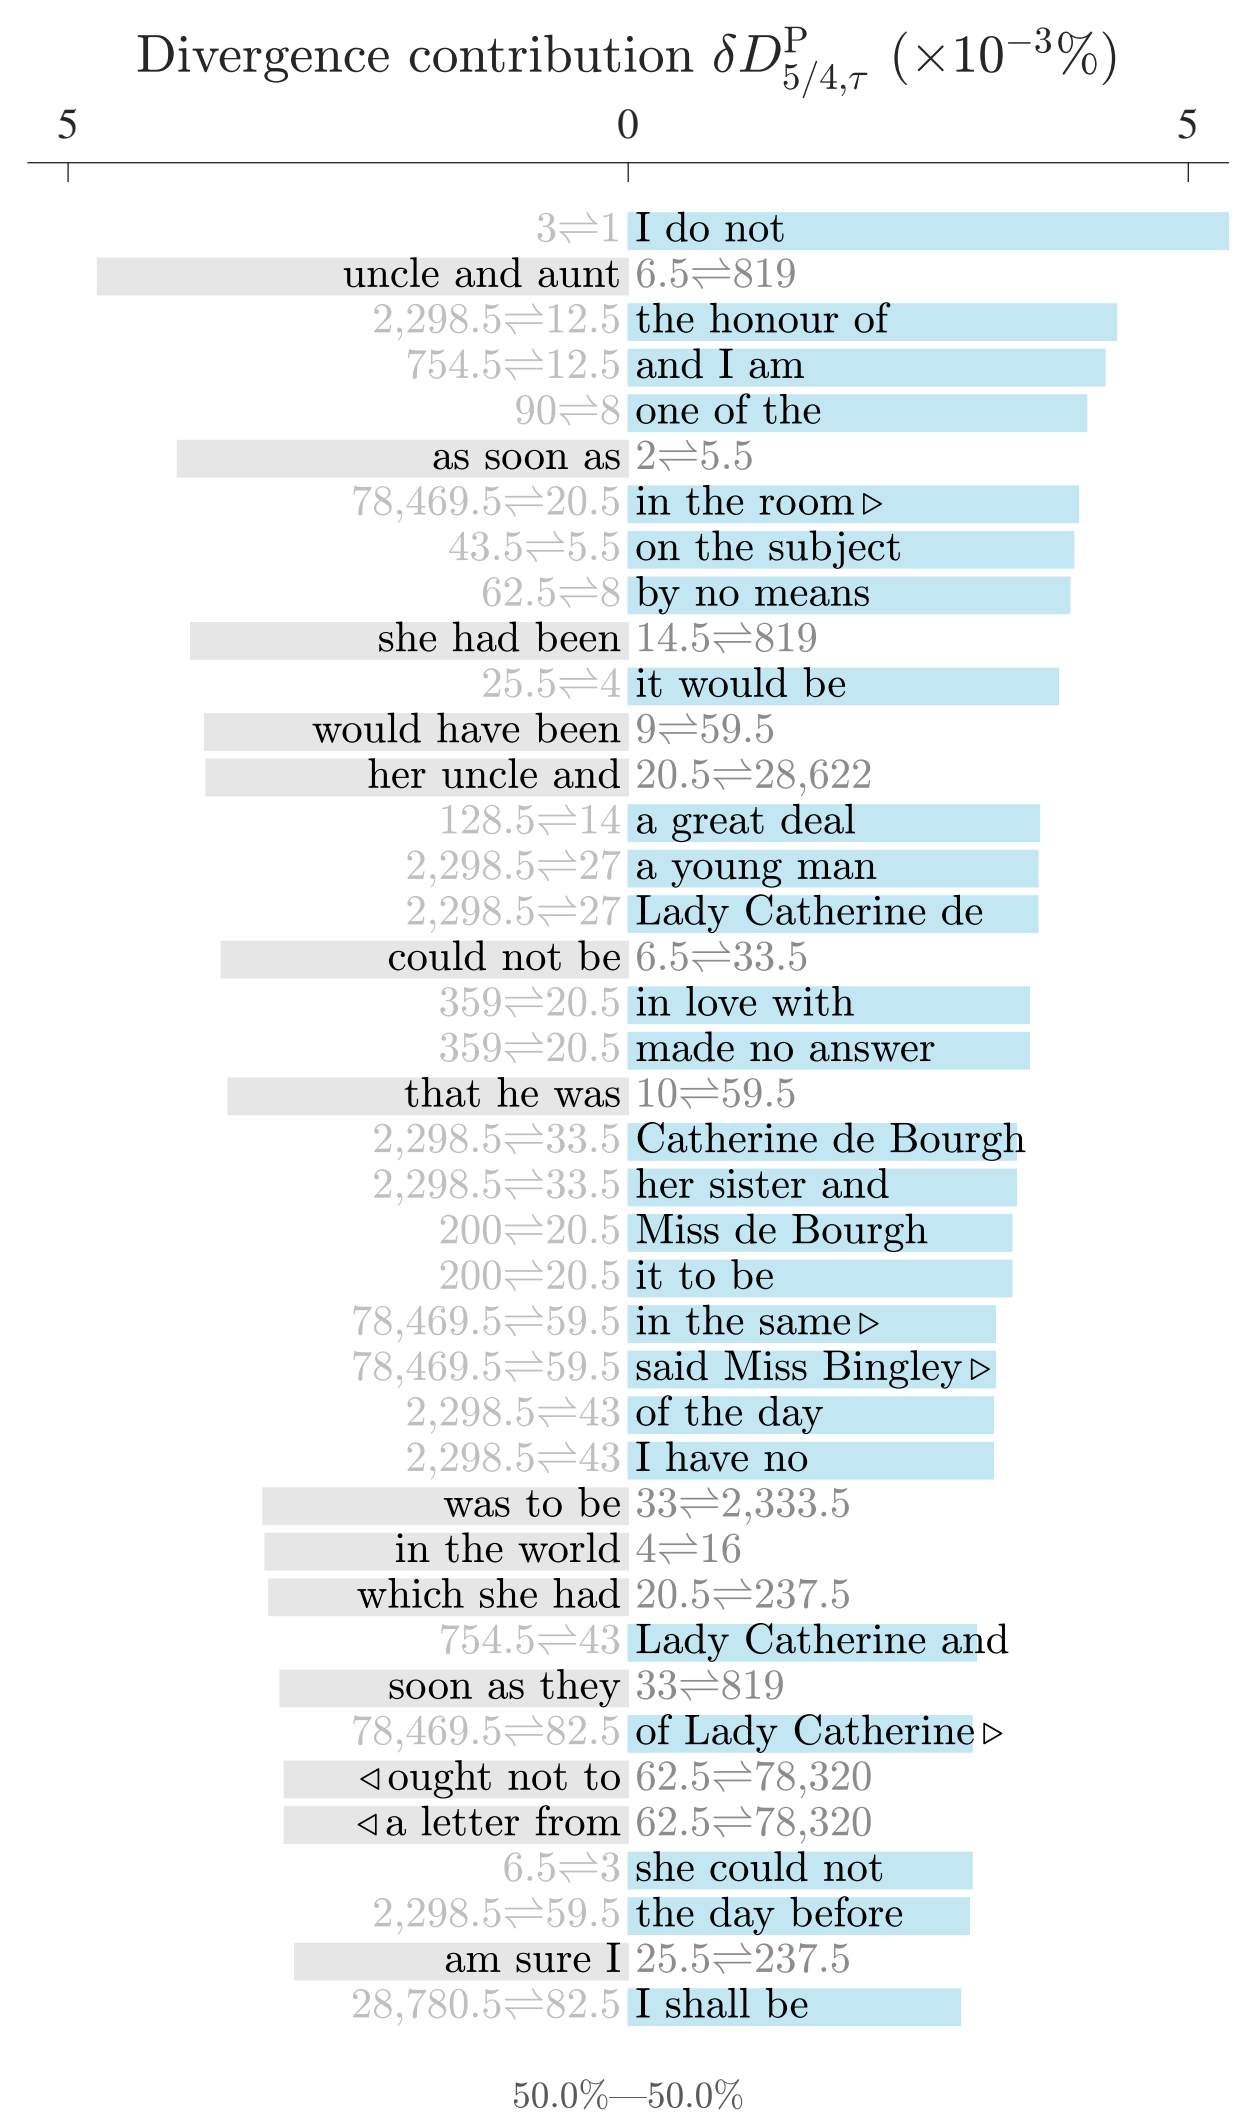 Divergence contribution δD^P_{5/4,τ} (×10⁻³%)
5 0 5
3⇌1 I do not
uncle and aunt 6.5⇌819
2,298.5⇌12.5 the honour of
754.5⇌12.5 and I am
90⇌8 one of the
as soon as 2⇌5.5
78,469.5⇌20.5 in the room▷
43.5⇌5.5 on the subject
62.5⇌8 by no means
she had been 14.5⇌819
25.5⇌4 it would be
would have been 9⇌59.5
her uncle and 20.5⇌28,622
128.5⇌14 a great deal
2,298.5⇌27 a young man
2,298.5⇌27 Lady Catherine de
could not be 6.5⇌33.5
359⇌20.5 in love with
359⇌20.5 made no answer
that he was 10⇌59.5
2,298.5⇌33.5 Catherine de Bourgh
2,298.5⇌33.5 her sister and
200⇌20.5 Miss de Bourgh
200⇌20.5 it to be
78,469.5⇌59.5 in the same▷
78,469.5⇌59.5 said Miss Bingley▷
2,298.5⇌43 of the day
2,298.5⇌43 I have no
was to be 33⇌2,333.5
in the world 4⇌16
which she had 20.5⇌237.5
754.5⇌43 Lady Catherine and
soon as they 33⇌819
78,469.5⇌82.5 of Lady Catherine▷
◁ought not to 62.5⇌78,320
◁a letter from 62.5⇌78,320
6.5⇌3 she could not
2,298.5⇌59.5 the day before
am sure I 25.5⇌237.5
28,780.5⇌82.5 I shall be
50.0%—50.0%